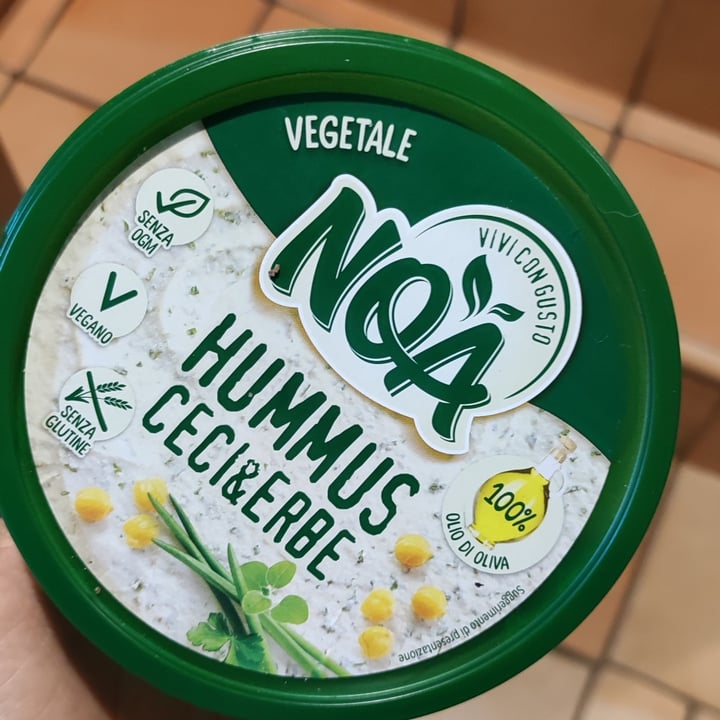 VEGETALE
NOA
VIVI CON GUSTO
SENZA
OGM
VEGANO
SENZA
GLUTINE
HUMMUS
CECI&ERBE
100%
OLIO DI OLIVA
Suggerimento di presentazione